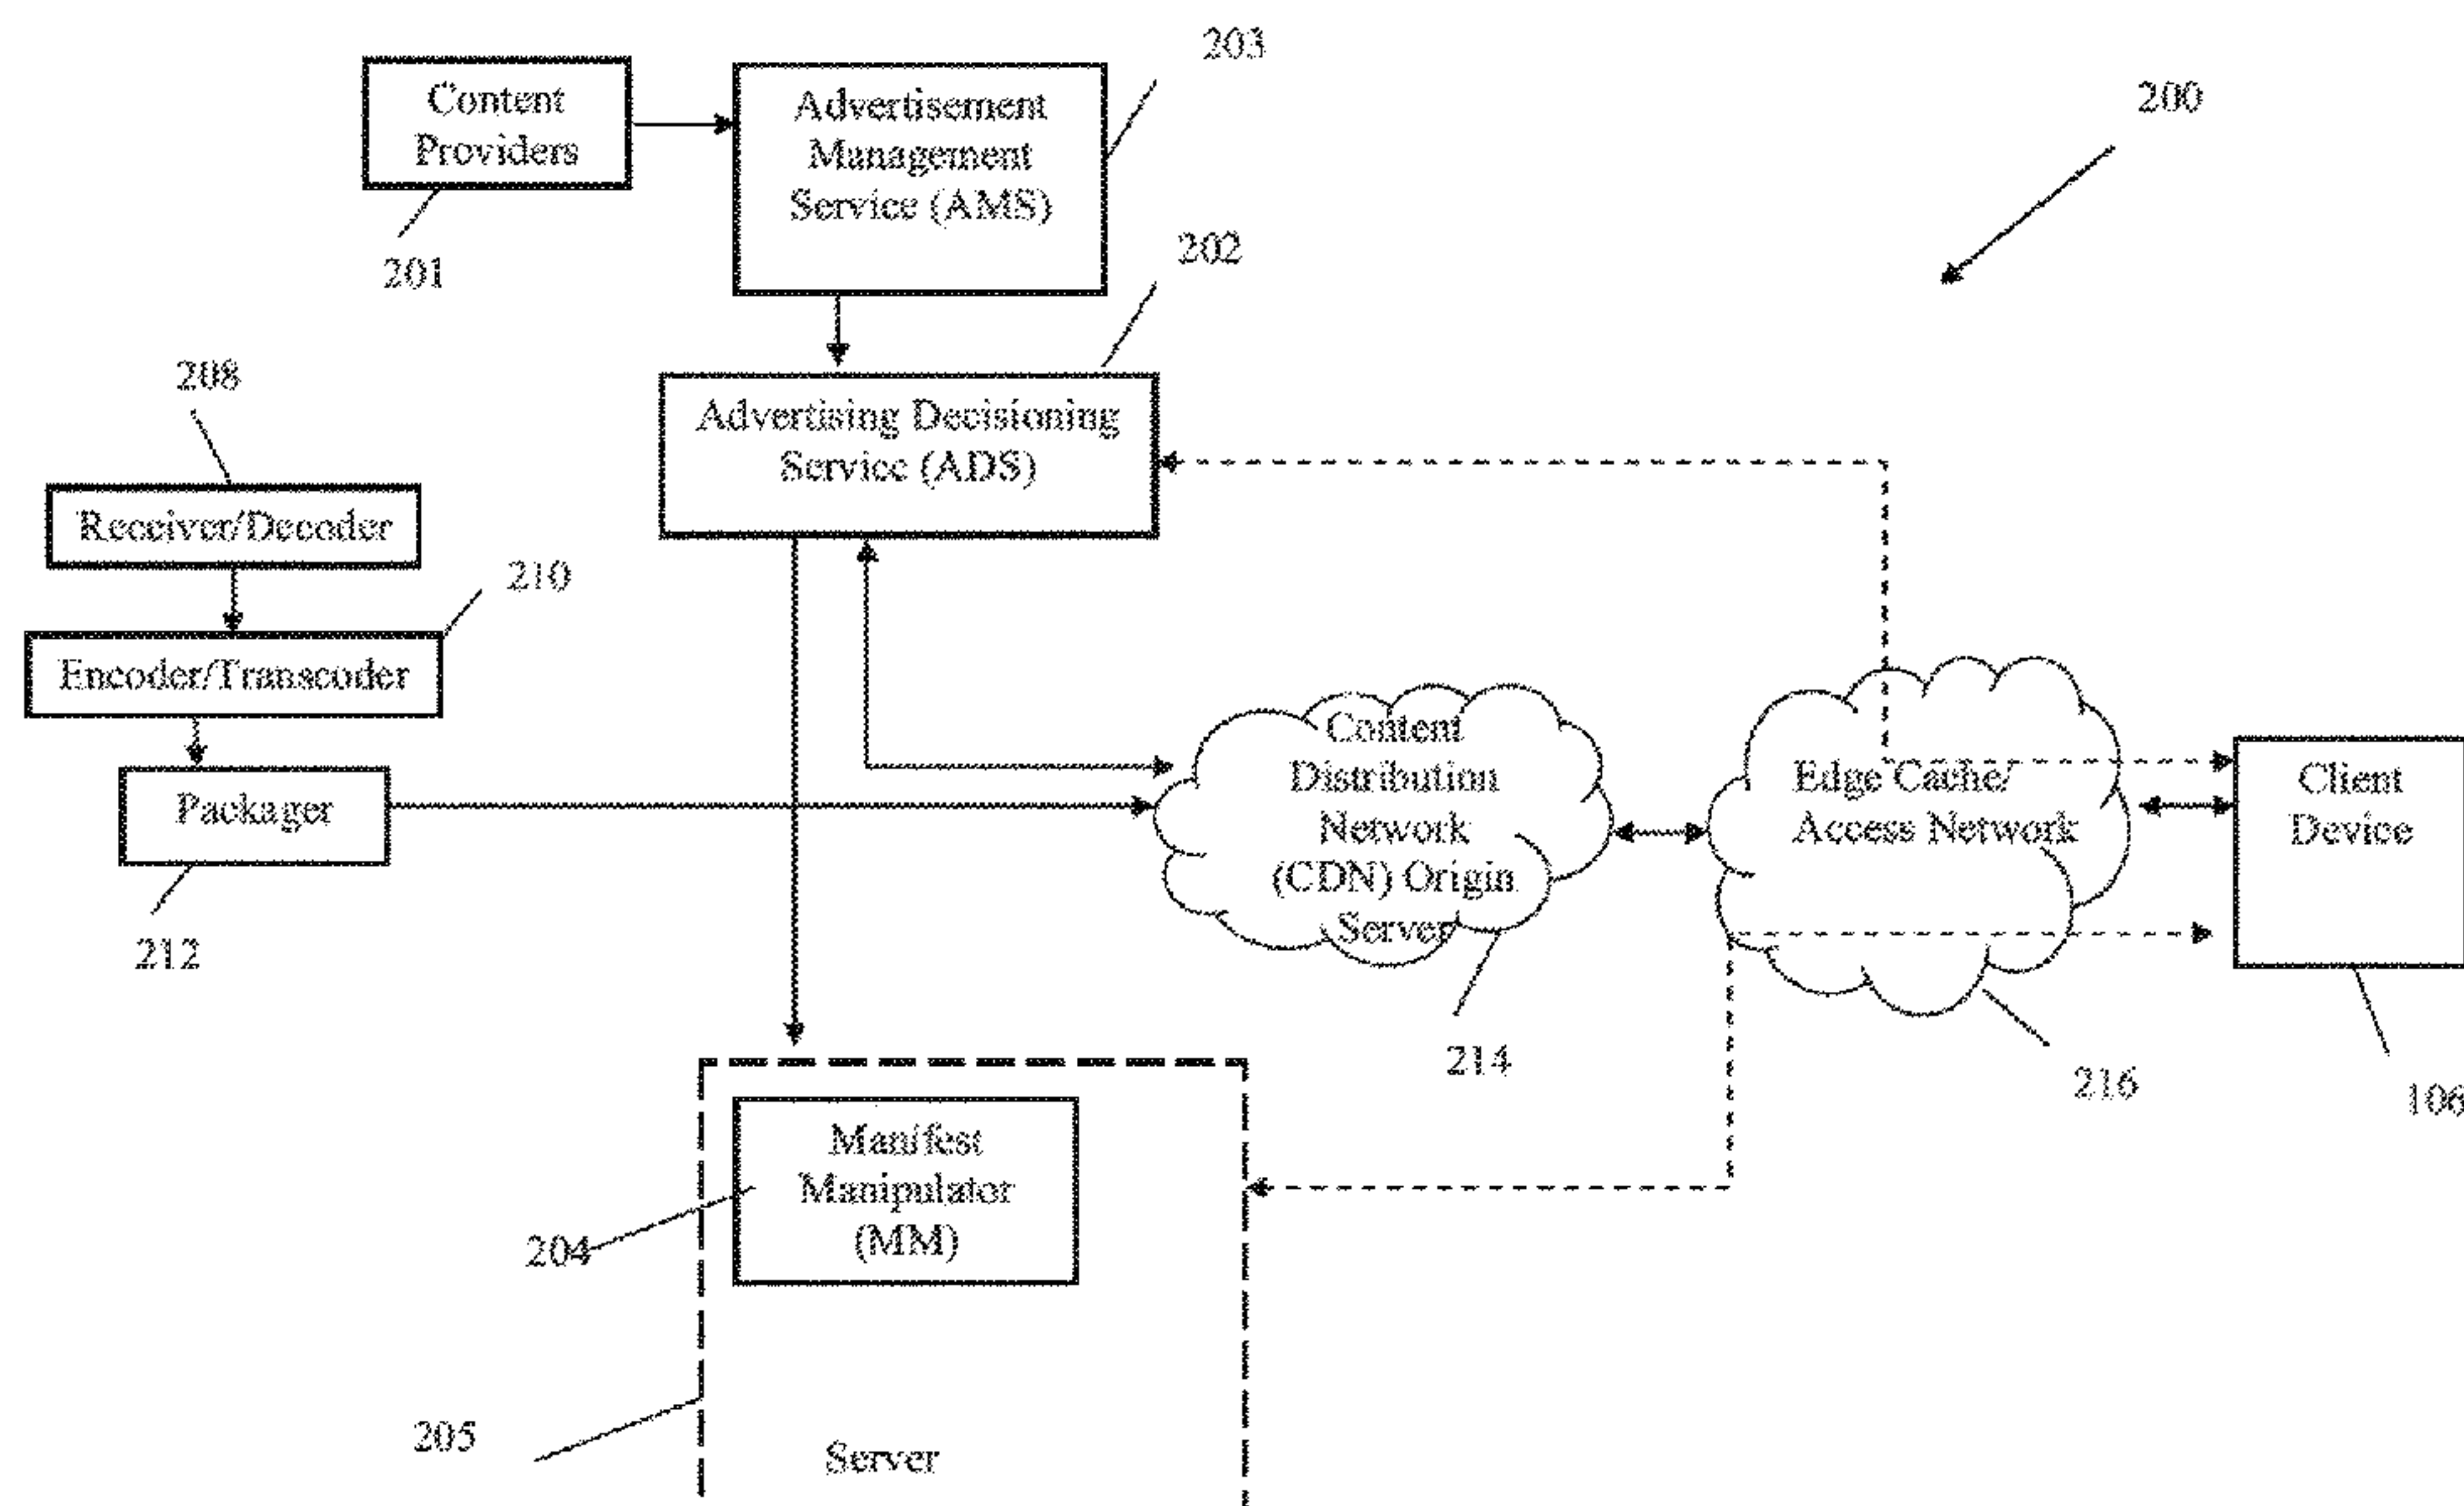 203
Content
Providers
Advertisement
Management
Service (AMS)
200
201
202
208
Advertising Decisioning
Service (ADS)
Receiver/Decoder
210
Encoder/Transcoder
Packager
212
Content
Distribution
Network
(CDN) Origin
Server
214
Edge Cache/
Access Network
216
Client
Device
106
Manifest
Manipulator
(MM)
204
205
Server